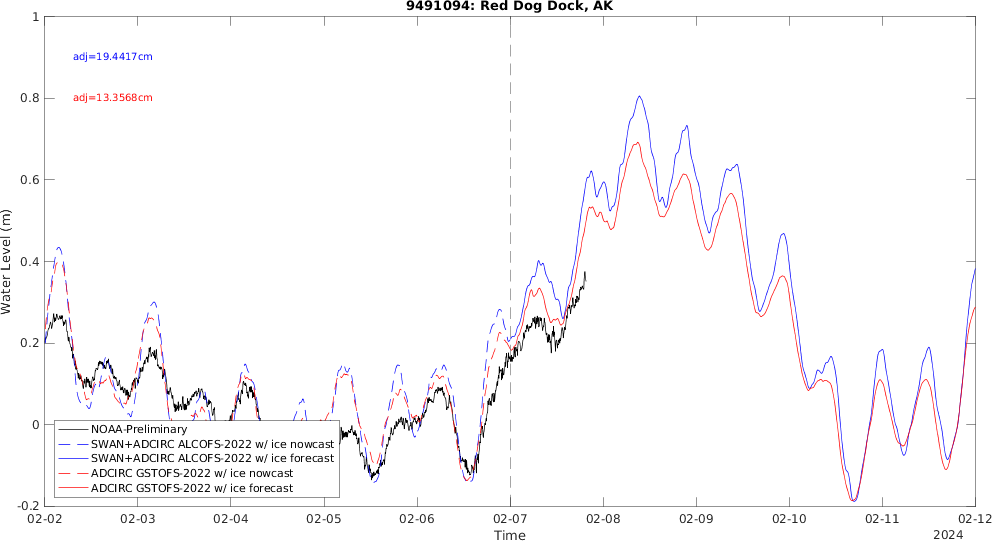 9491094: Red Dog Dock, AK
adj=19.4417cm
adj=13.3568cm
Water Level (m)
1
0.8
0.6
0.4
0.2
0
-0.2
NOAA-Preliminary
SWAN+ADCIRC ALCOFS-2022 w/ ice nowcast
SWAN+ADCIRC ALCOFS-2022 w/ ice forecast
ADCIRC GSTOFS-2022 w/ ice nowcast
ADCIRC GSTOFS-2022 w/ ice forecast
02-02 02-03 02-04 02-05 02-06 02-07 02-08 02-09 02-10 02-11 02-12
Time
2024